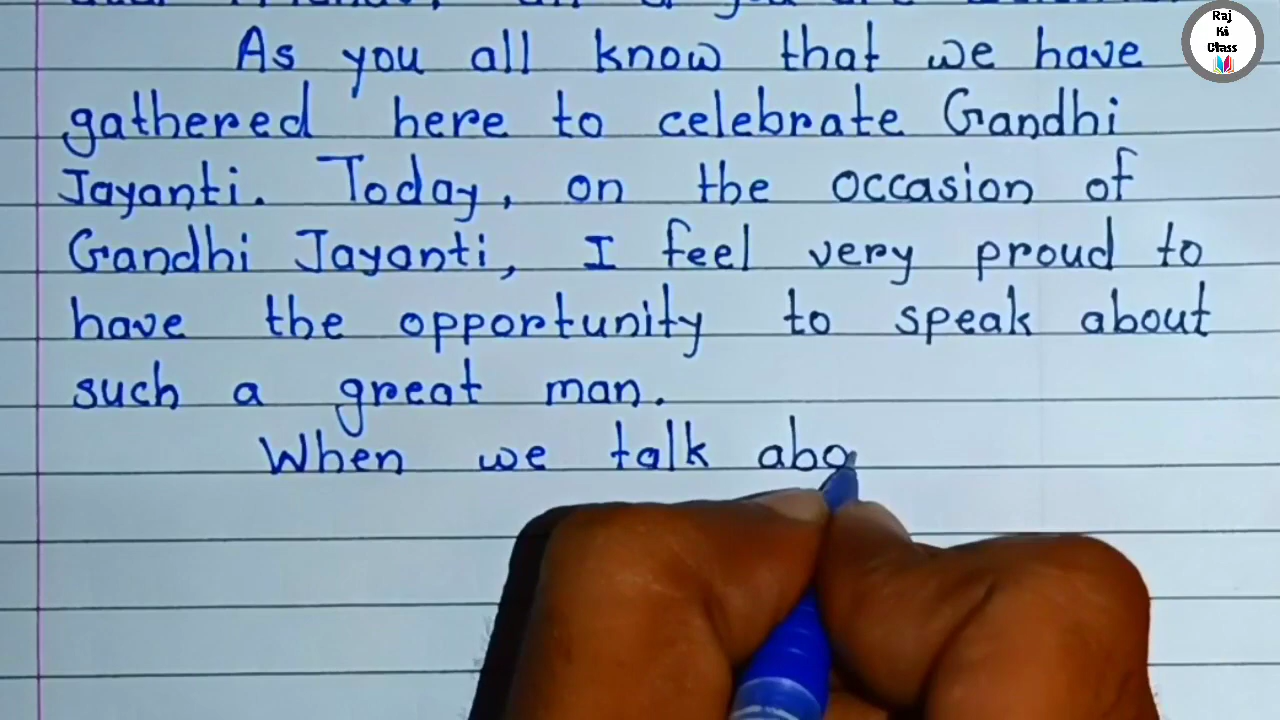 As you all know that we have
gathered here to celebrate Gandhi
Jayanti. Today, on the occasion of
Gandhi Jayanti, I feel very proud to
have the opportunity to speak about
such a great man.
When we talk abo
Raj
Ki
Class